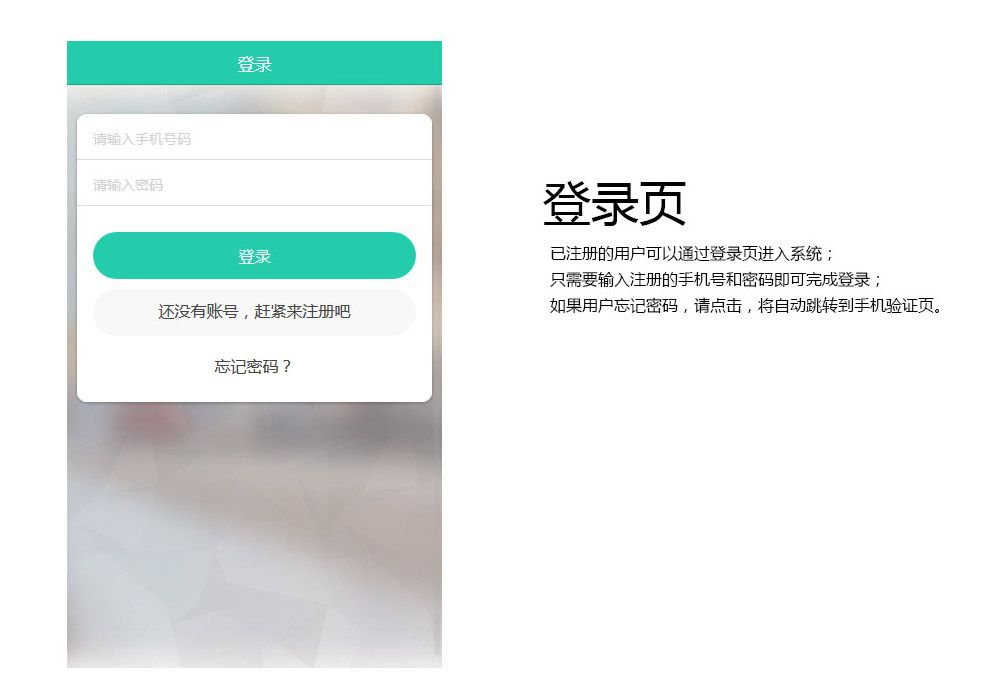 登录
请输入手机号码
请输入密码
登录
还没有账号，赶紧来注册吧
忘记密码？
登录页
已注册的用户可以通过登录页进入系统；
只需要输入注册的手机号和密码即可完成登录；
如果用户忘记密码，请点击，将自动跳转到手机验证页。